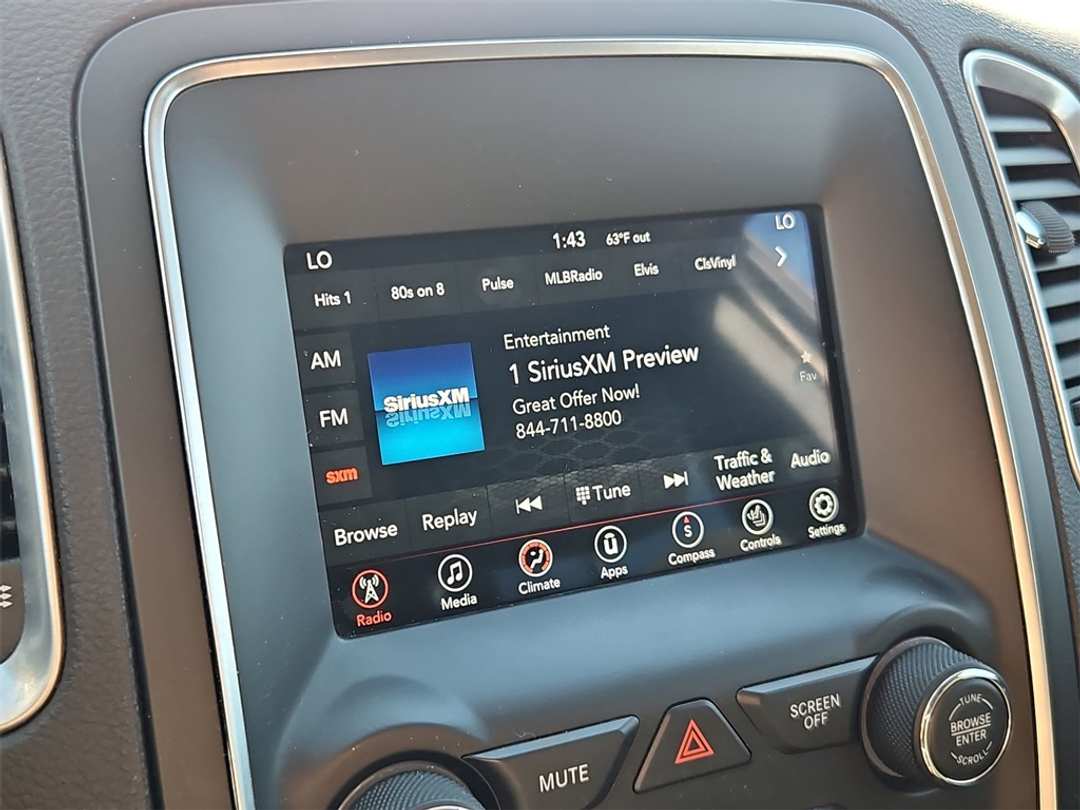 LO
1:43
63°F out
LO
Hits 1
80s on 8
Pulse
MLBRadio
Elvis
ClsVinyl
AM
FM
sxm
SiriusXM
Entertainment
1 SiriusXM Preview
Great Offer Now!
844-711-8800
Fav
Browse
Replay
Tune
Traffic &
Weather
Audio
Radio
Media
Climate
Apps
S
Compass
Controls
Settings
MUTE
SCREEN
OFF
TUNE
BROWSE
ENTER
SCROLL